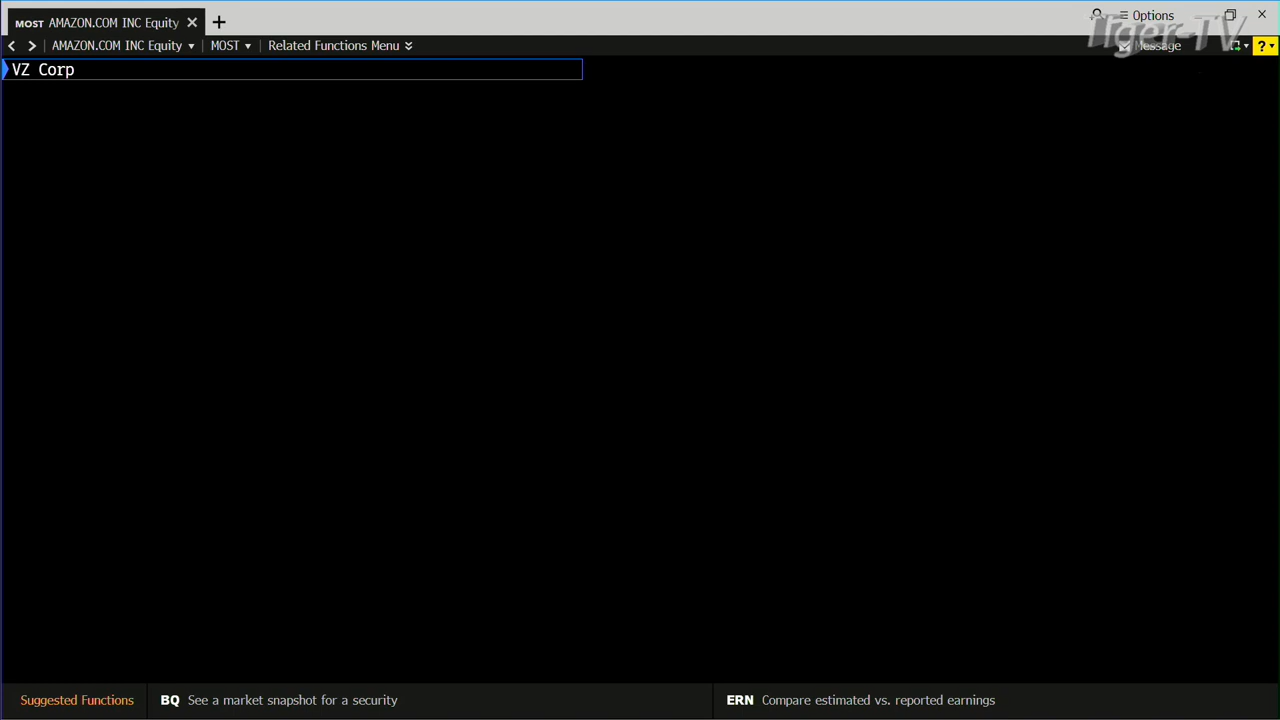 MOST AMAZON.COM INC Equity
Options
AMAZON.COM INC Equity MOST Related Functions Menu Message ?
Tiger-TV
VZ Corp
Suggested Functions BQ See a market snapshot for a security ERN Compare estimated vs. reported earnings